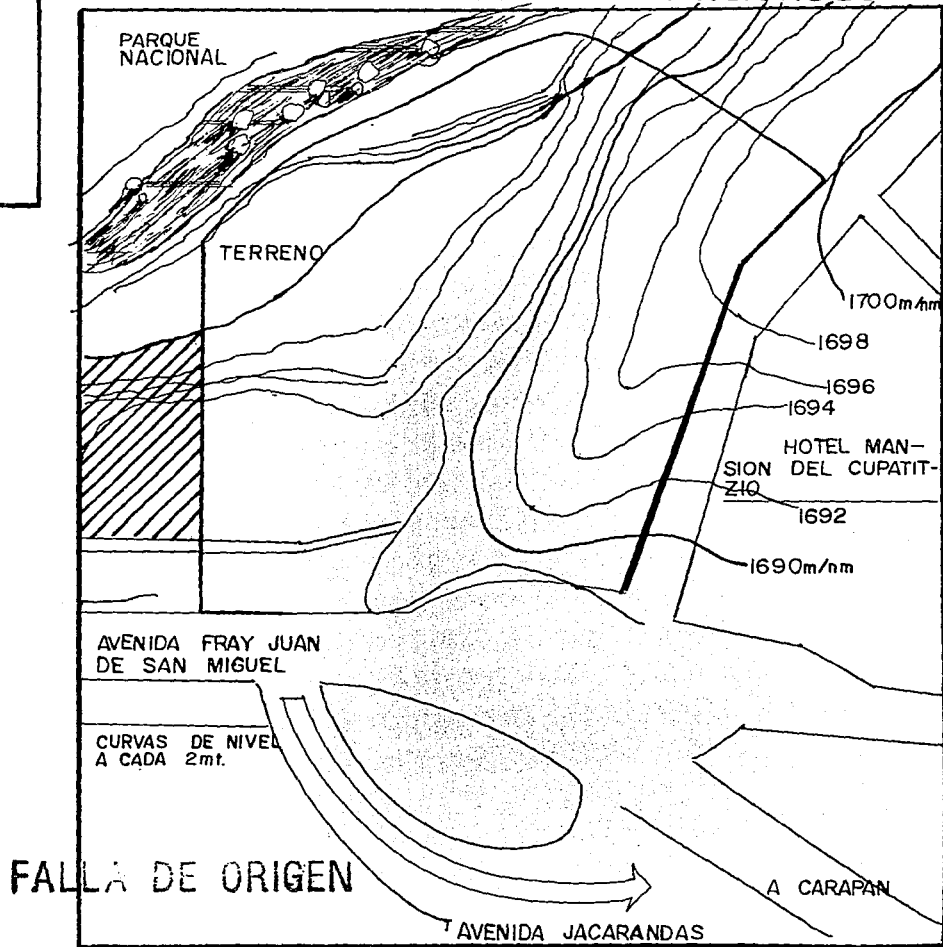 PARQUE
NACIONAL
TERRENO
1700m/nm
1698
1696
1694
HOTEL MAN-
SION DEL CUPATIT-
ZIO
1692
1690m/nm
AVENIDA FRAY JUAN
DE SAN MIGUEL
CURVAS DE NIVEL
A CADA 2mt.
FALLA DE ORIGEN
A CARAPAN
AVENIDA JACARANDAS